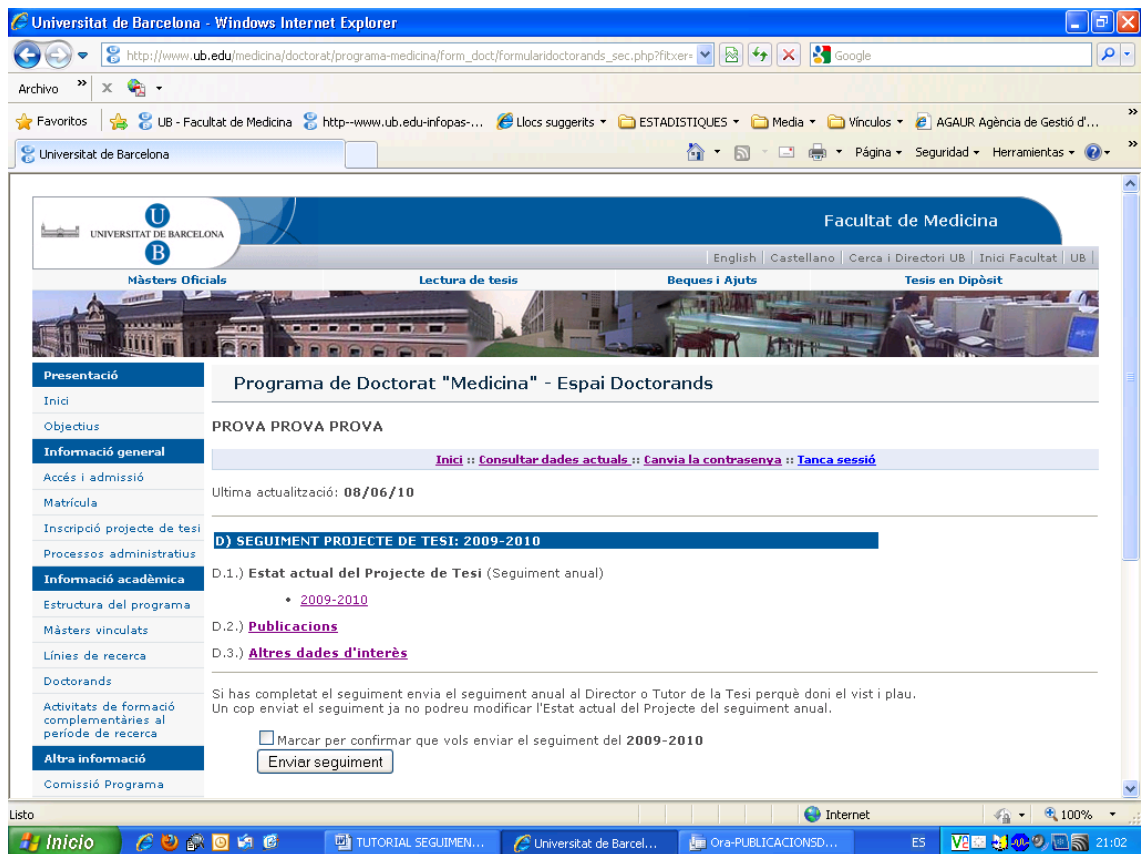 Universitat de Barcelona - Windows Internet Explorer
http://www.ub.edu/medicina/doctorat/programa-medicina/form_doct/formularidoctorands_sec.php?fitxer=
Google
Archivo »
Favoritos
UB - Facultat de Medicina
http--www.ub.edu-infopas-...
Llocs suggerits
ESTADISTIQUES
Media
Vínculos
AGAUR Agència de Gestió d'... »
Universitat de Barcelona
Página
Seguridad
Herramientas »
U
UNIVERSITAT DE BARCELONA
B
Facultat de Medicina
English | Castellano | Cerca i Directori UB | Inici Facultat | UB |
Màsters Oficials
Lectura de tesis
Beques i Ajuts
Tesis en Dipòsit
Presentació
Inici
Objectius
Informació general
Accés i admissió
Matrícula
Inscripció projecte de tesi
Processos administratius
Informació acadèmica
Estructura del programa
Màsters vinculats
Línies de recerca
Doctorands
Activitats de formació
complementàries al
període de recerca
Altra informació
Comissió Programa
Programa de Doctorat "Medicina" - Espai Doctorands
PROVA PROVA PROVA
Inici :: Consultar dades actuals :: Canvia la contrasenya :: Tanca sessió
Ultima actualització: 08/06/10
D) SEGUIMENT PROJECTE DE TESI: 2009-2010
D.1.) Estat actual del Projecte de Tesi (Seguiment anual)
• 2009-2010
D.2.) Publicacions
D.3.) Altres dades d'interès
Si has completat el seguiment envia el seguiment anual al Director o Tutor de la Tesi perquè doni el vist i plau.
Un cop enviat el seguiment ja no podreu modificar l'Estat actual del Projecte del seguiment anual.
Marcar per confirmar que vols enviar el seguiment del 2009-2010
Enviar seguiment
Listo
Internet
100%
Inicio
TUTORIAL SEGUIMEN...
Universitat de Barcel...
Ora-PUBLICACIONSD...
ES
21:02